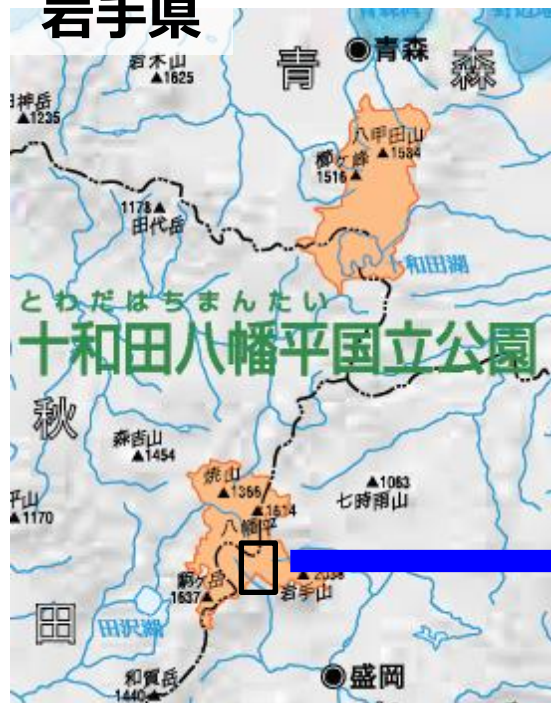 岩手県
岩木山
▲1625
青森
◉青森
▲1235
八甲田山
▲1584
櫛ヶ峰
1516▲
1178▲
田代岳
和田湖
とわだはちまんたい
十和田八幡平国立公園
秋
森吉山
▲1454
焼山
▲1366
▲1614
八幡平
▲1063
七時雨山
▲1170
駒ヶ岳
1637▲
岩手山
田
田沢湖
和賀岳
1440▲
◉盛岡